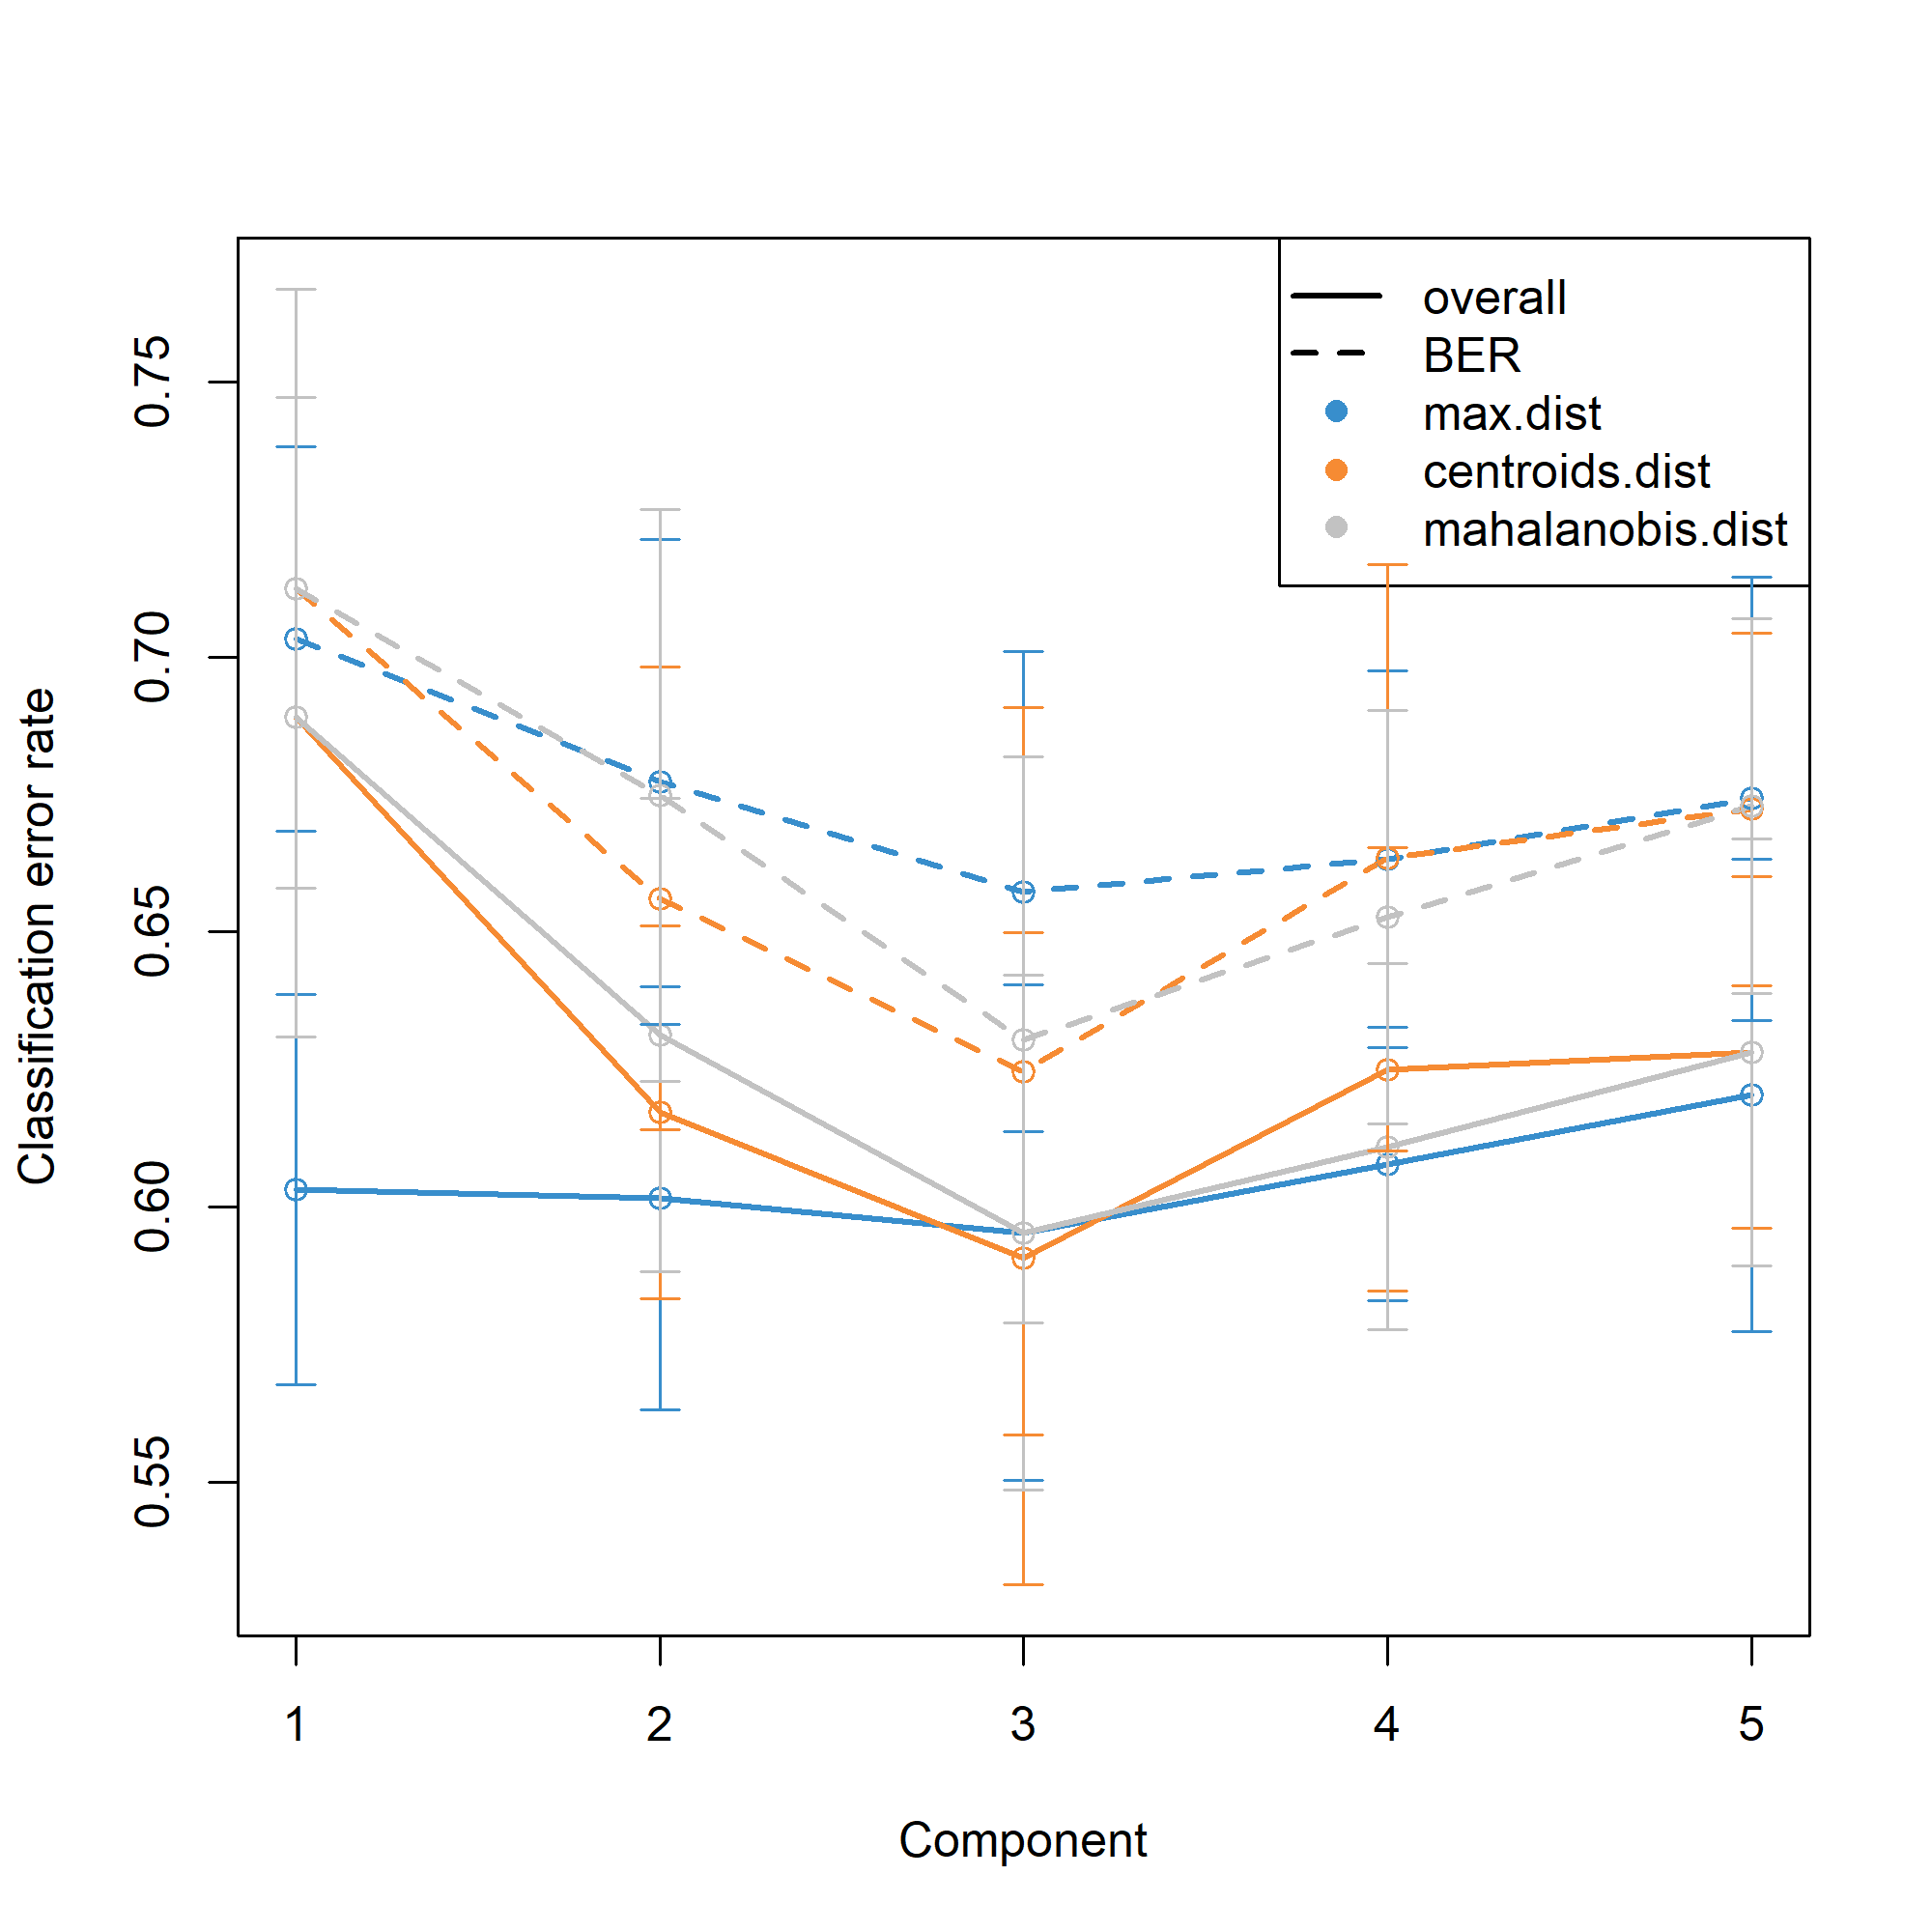 overall
BER
max.dist
centroids.dist
mahalanobis.dist
Classification error rate
0.75
0.70
0.65
0.60
0.55
1 2 3 4 5
Component